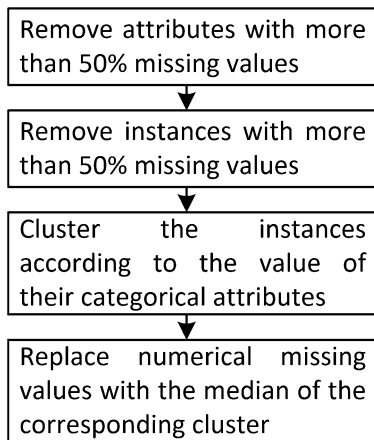 Remove attributes with more
than 50% missing values
Remove instances with more
than 50% missing values
Cluster the instances
according to the value of
their categorical attributes
Replace numerical missing
values with the median of the
corresponding cluster